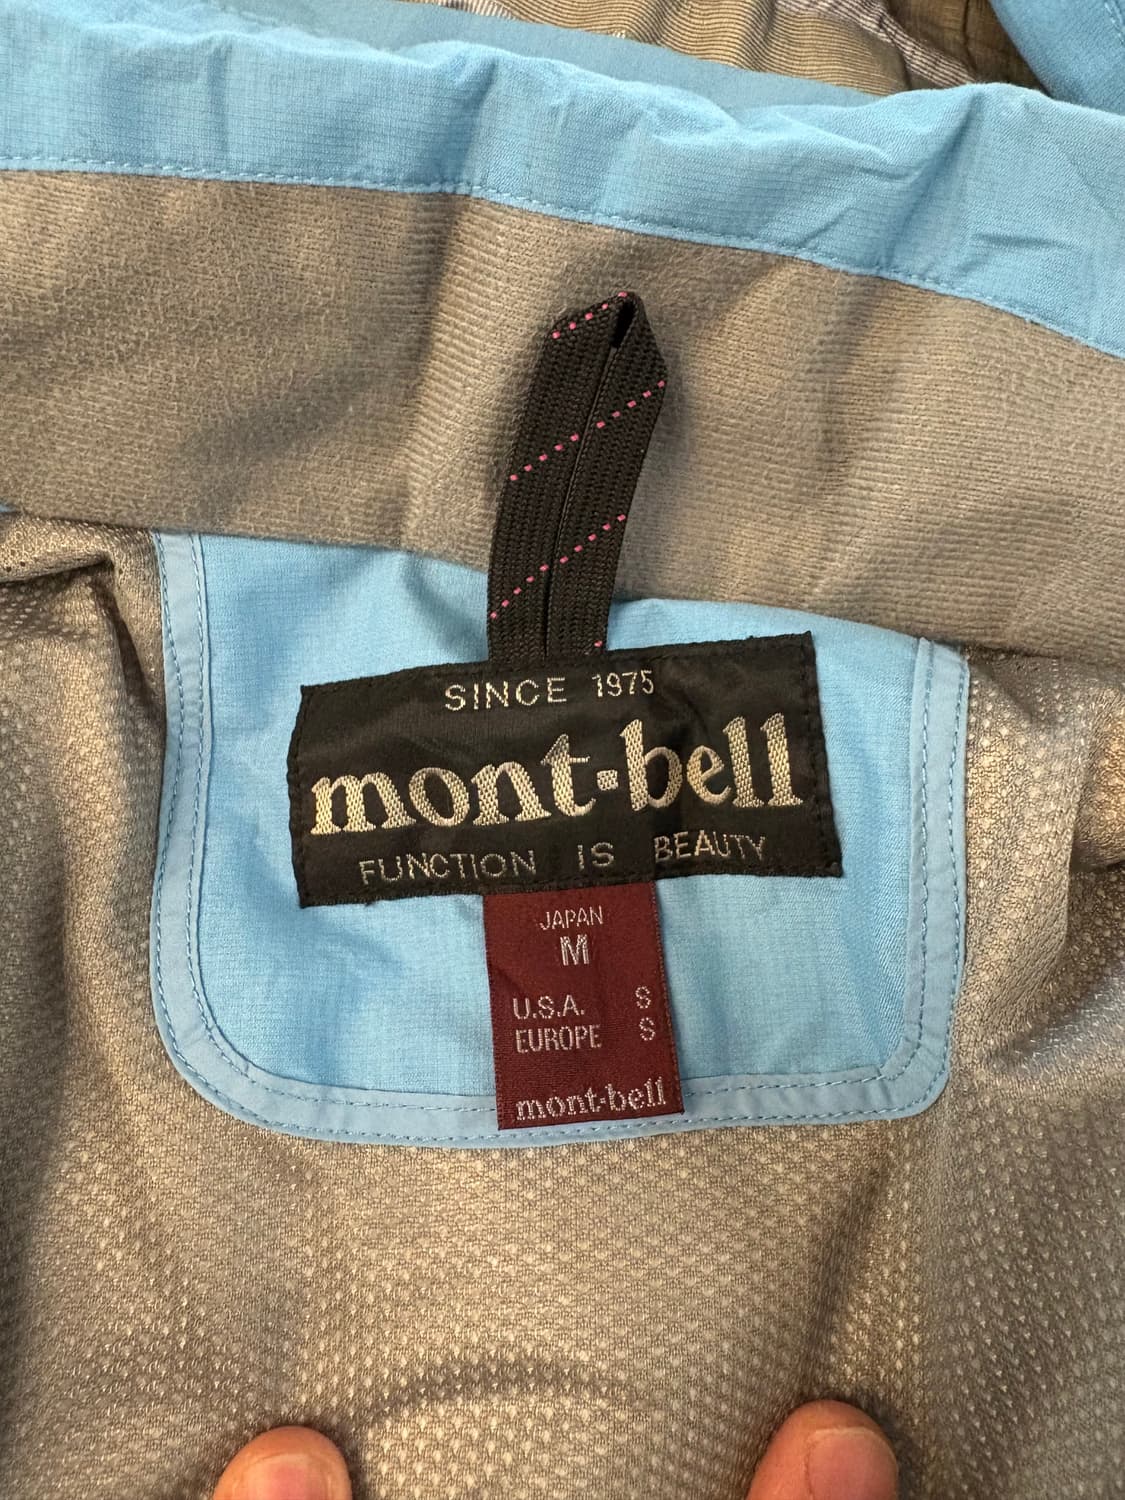 SINCE 1975
mont-bell
FUNCTION IS BEAUTY
JAPAN
M
U.S.A. S
EUROPE S
mont-bell